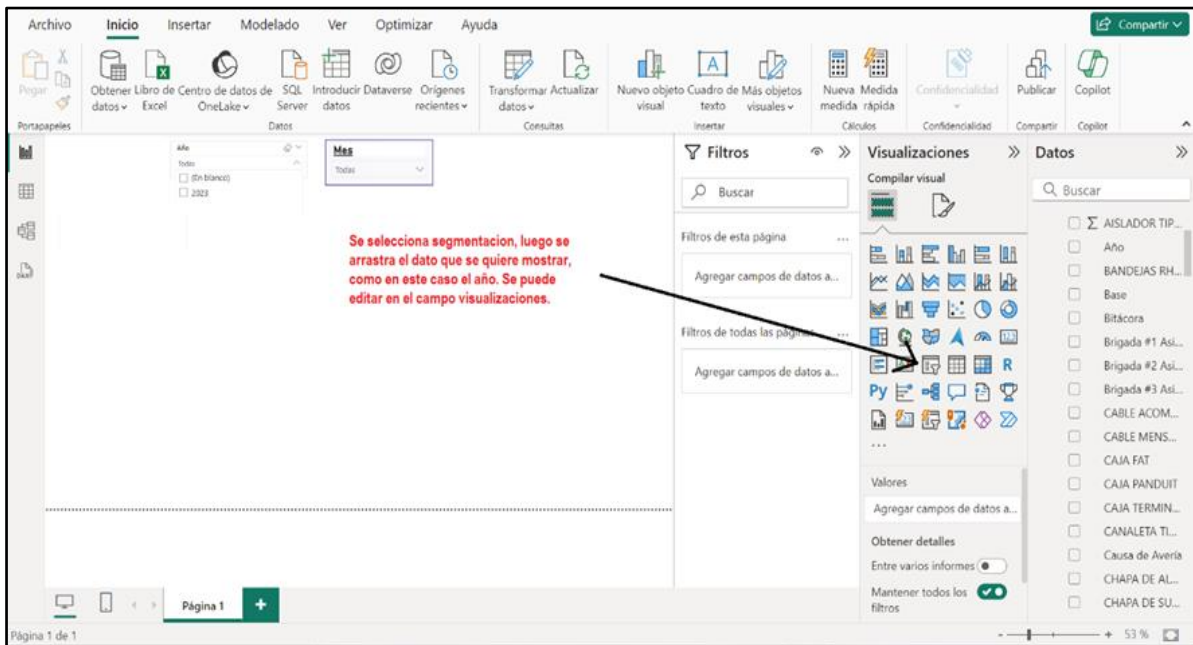 Archivo Inicio Insertar Modelado Ver Optimizar Ayuda
Compartir
Pegar
Obtener datos
Libro de Excel
Centro de datos de OneLake
SQL Server
Introducir datos
Dataverse
Orígenes recientes
Transformar datos
Actualizar
Nuevo objeto visual
Cuadro de texto
Más objetos visuales
Nueva medida
Medida rápida
Confidencialidad
Publicar
Copilot
Portapapeles
Datos
Consultas
Insertar
Cálculos
Confidencialidad
Compartir
Copilot
Año
Todas
(En blanco)
2023
Mes
Todas
Se selecciona segmentacion, luego se
arrastra el dato que se quiere mostrar,
como en este caso el año. Se puede
editar en el campo visualizaciones.
Filtros
Buscar
Filtros de esta página ...
Agregar campos de datos a...
Filtros de todas las páginas ...
Agregar campos de datos a...
Visualizaciones
Compilar visual
123
R
Py
...
Valores
Agregar campos de datos a...
Obtener detalles
Entre varios informes
Mantener todos los
filtros
Datos
Buscar
∑ AISLADOR TIP...
Año
BANDEJAS RH...
Base
Bitácora
Brigada #1 Asi...
Brigada #2 Asi...
Brigada #3 Asi...
CABLE ACOM...
CABLE MENS...
CAJA FAT
CAJA PANDUIT
CAJA TERMIN...
CANALETA TI...
Causa de Avería
CHAPA DE AL...
CHAPA DE SU...
Página 1
+
Página 1 de 1
- + 53 %